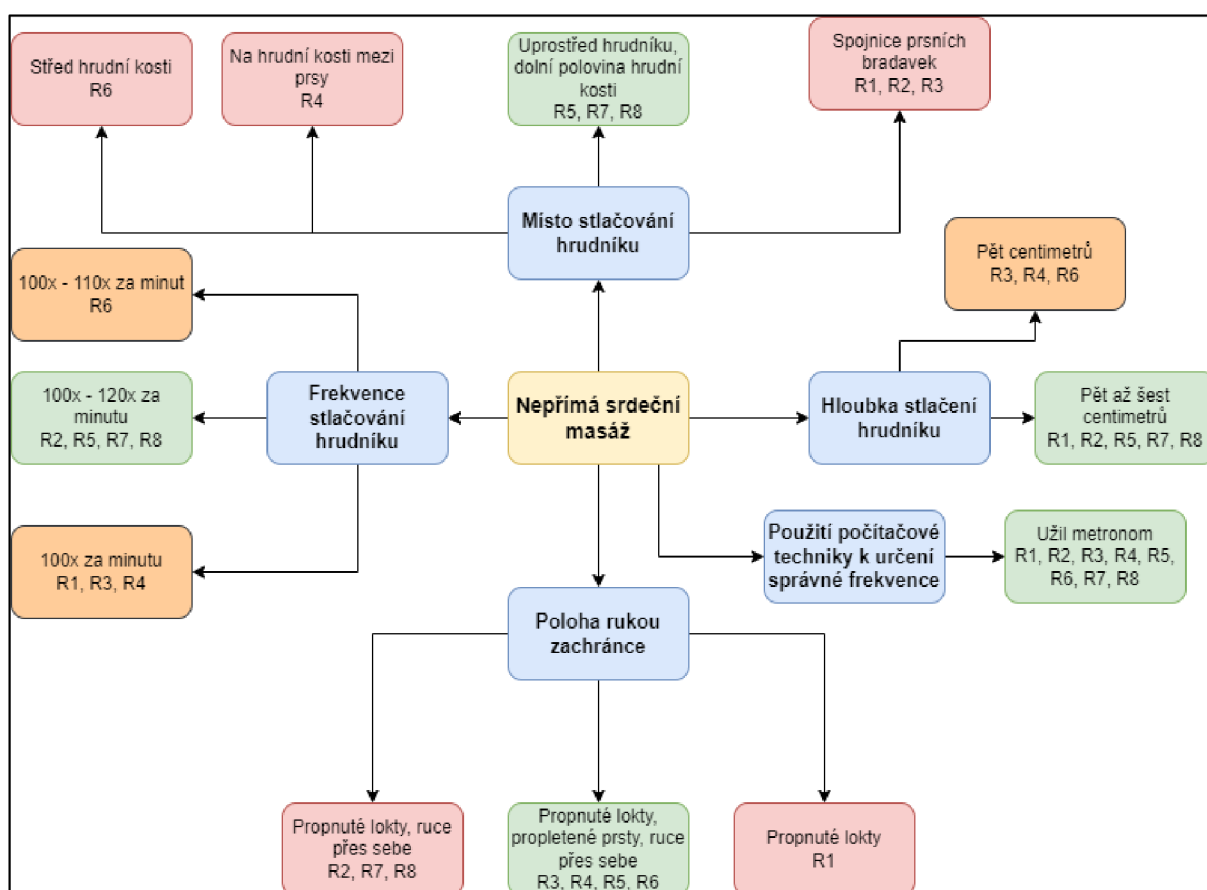 Střed hrudní kosti
R6
Na hrudní kosti mezi
prsy
R4
Uprostřed hrudníku,
dolní polovina hrudní
kosti
R5, R7, R8
Spojnice prsních
bradavek
R1, R2, R3
Místo stlačování
hrudníku
Pět centimetrů
R3, R4, R6
100x - 110x za minut
R6
100x - 120x za
minutu
R2, R5, R7, R8
Frekvence
stlačování
hrudníku
Nepřímá srdeční
masáž
Hloubka stlačení
hrudníku
Pět až šest
centimetrů
R1, R2, R5, R7, R8
100x za minutu
R1, R3, R4
Použití počítačové
techniky k určení
správné frekvence
Užil metronom
R1, R2, R3, R4, R5,
R6, R7, R8
Poloha rukou
zachránce
Propnuté lokty, ruce
přes sebe
R2, R7, R8
Propnuté lokty,
propletené prsty, ruce
přes sebe
R3, R4, R5, R6
Propnuté lokty
R1